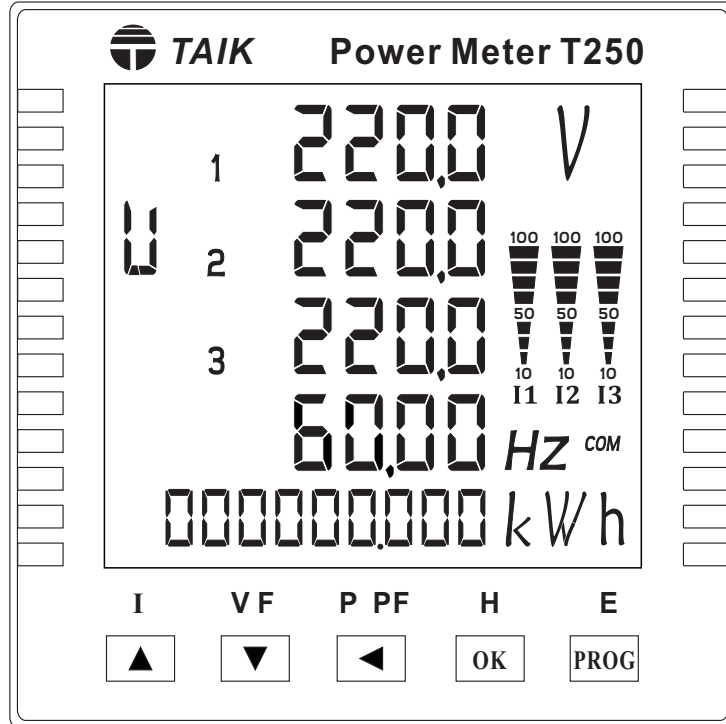 TAIK Power Meter T250
1 220.0 V
U 2 220.0
3 220.0
100 100 100
50 50 50
10 10 10
I1 I2 I3
60.00 Hz COM
000000.000 kWh
I V F P PF H E
OK PROG